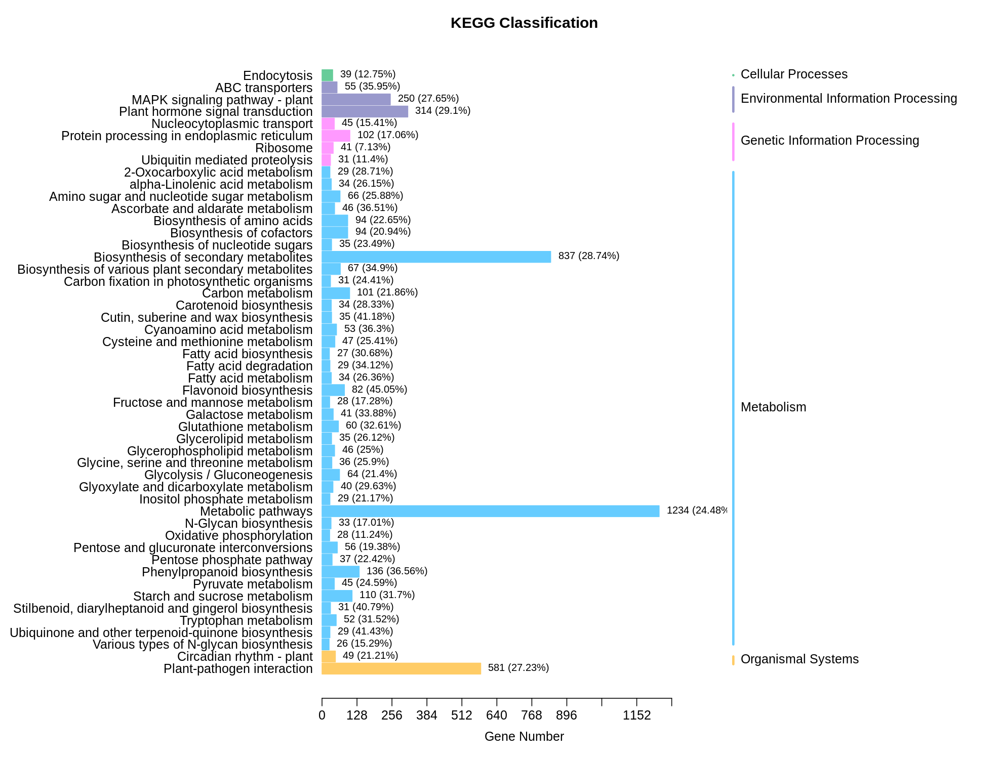 KEGG Classification
Endocytosis 39 (12.75%)
ABC transporters 55 (35.95%)
MAPK signaling pathway - plant 250 (27.65%)
Plant hormone signal transduction 314 (29.1%)
Nucleocytoplasmic transport 45 (15.41%)
Protein processing in endoplasmic reticulum 102 (17.06%)
Ribosome 41 (7.13%)
Ubiquitin mediated proteolysis 31 (11.4%)
2-Oxocarboxylic acid metabolism 29 (28.71%)
alpha-Linolenic acid metabolism 34 (26.15%)
Amino sugar and nucleotide sugar metabolism 66 (25.88%)
Ascorbate and aldarate metabolism 46 (36.51%)
Biosynthesis of amino acids 94 (22.65%)
Biosynthesis of cofactors 94 (20.94%)
Biosynthesis of nucleotide sugars 35 (23.49%)
Biosynthesis of secondary metabolites 837 (28.74%)
Biosynthesis of various plant secondary metabolites 67 (34.9%)
Carbon fixation in photosynthetic organisms 31 (24.41%)
Carbon metabolism 101 (21.86%)
Carotenoid biosynthesis 34 (28.33%)
Cutin, suberine and wax biosynthesis 35 (41.18%)
Cyanoamino acid metabolism 53 (36.3%)
Cysteine and methionine metabolism 47 (25.41%)
Fatty acid biosynthesis 27 (30.68%)
Fatty acid degradation 29 (34.12%)
Fatty acid metabolism 34 (26.36%)
Flavonoid biosynthesis 82 (45.05%)
Fructose and mannose metabolism 28 (17.28%)
Galactose metabolism 41 (33.88%)
Glutathione metabolism 60 (32.61%)
Glycerolipid metabolism 35 (26.12%)
Glycerophospholipid metabolism 46 (25%)
Glycine, serine and threonine metabolism 36 (25.9%)
Glycolysis / Gluconeogenesis 64 (21.4%)
Glyoxylate and dicarboxylate metabolism 40 (29.63%)
Inositol phosphate metabolism 29 (21.17%)
Metabolic pathways 1234 (24.48%
N-Glycan biosynthesis 33 (17.01%)
Oxidative phosphorylation 28 (11.24%)
Pentose and glucuronate interconversions 56 (19.38%)
Pentose phosphate pathway 37 (22.42%)
Phenylpropanoid biosynthesis 136 (36.56%)
Pyruvate metabolism 45 (24.59%)
Starch and sucrose metabolism 110 (31.7%)
Stilbenoid, diarylheptanoid and gingerol biosynthesis 31 (40.79%)
Tryptophan metabolism 52 (31.52%)
Ubiquinone and other terpenoid-quinone biosynthesis 29 (41.43%)
Various types of N-glycan biosynthesis 26 (15.29%)
Circadian rhythm - plant 49 (21.21%)
Plant-pathogen interaction 581 (27.23%)
Cellular Processes
Environmental Information Processing
Genetic Information Processing
Metabolism
Organismal Systems
0 128 256 384 512 640 768 896 1152
Gene Number